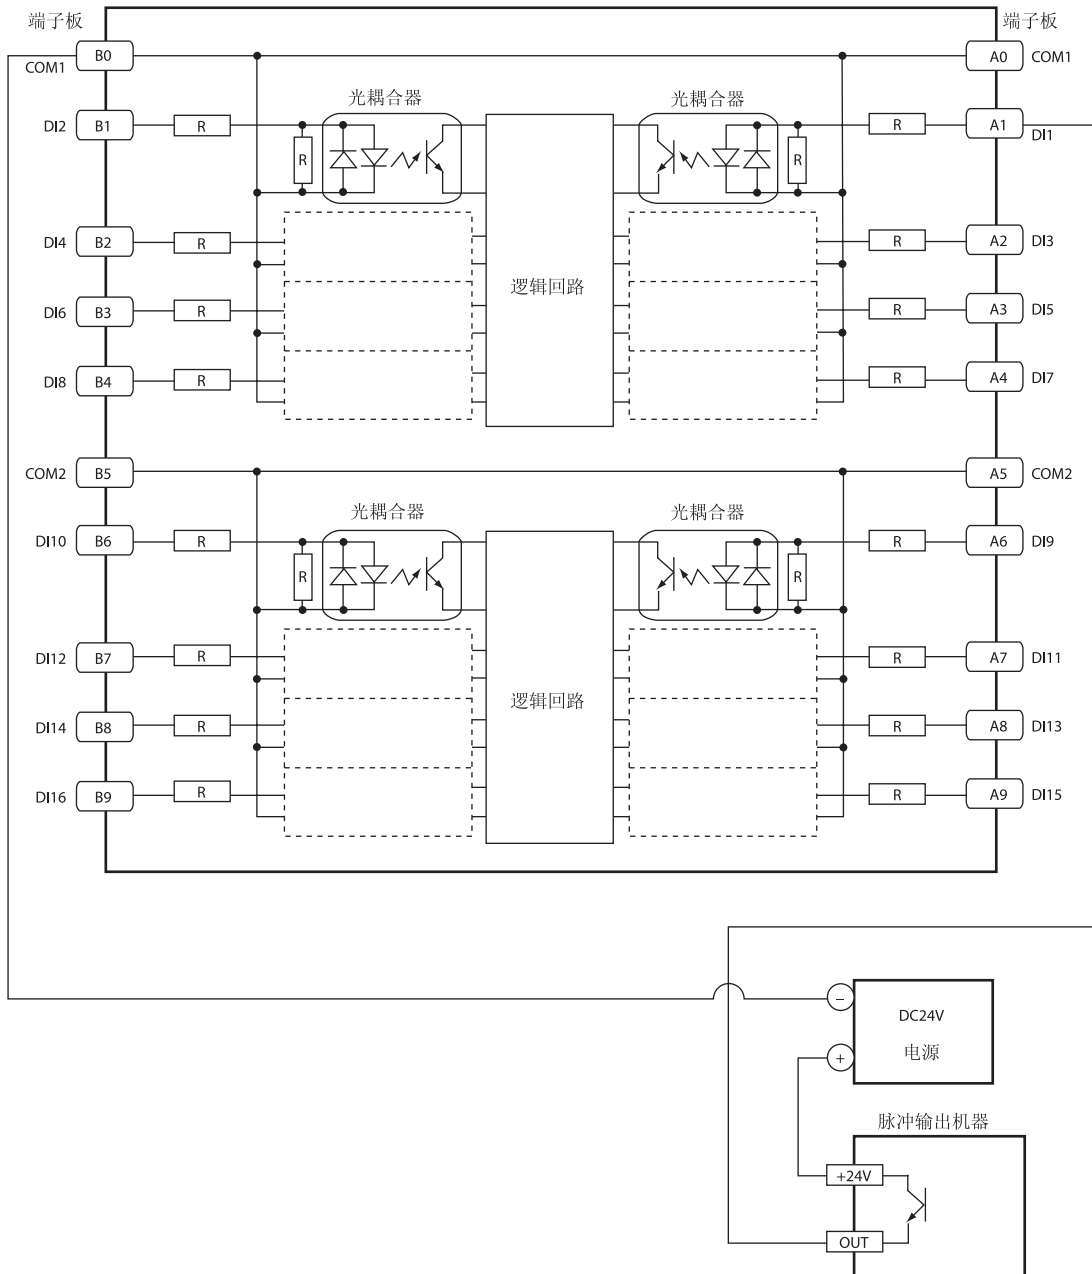 端子板
端子板
B0
A0
COM1
COM1
光耦合器
光耦合器
DI2
B1
R
R
A1
DI1
R
R
DI4
B2
R
R
A2
DI3
逻辑回路
DI6
B3
R
R
A3
DI5
DI8
B4
R
R
A4
DI7
COM2
B5
A5
COM2
光耦合器
光耦合器
DI10
B6
R
R
A6
DI9
R
R
DI12
B7
R
R
A7
DI11
逻辑回路
DI14
B8
R
R
A8
DI13
DI16
B9
R
R
A9
DI15
−
DC24V
电源
+
脉冲输出机器
+24V
OUT